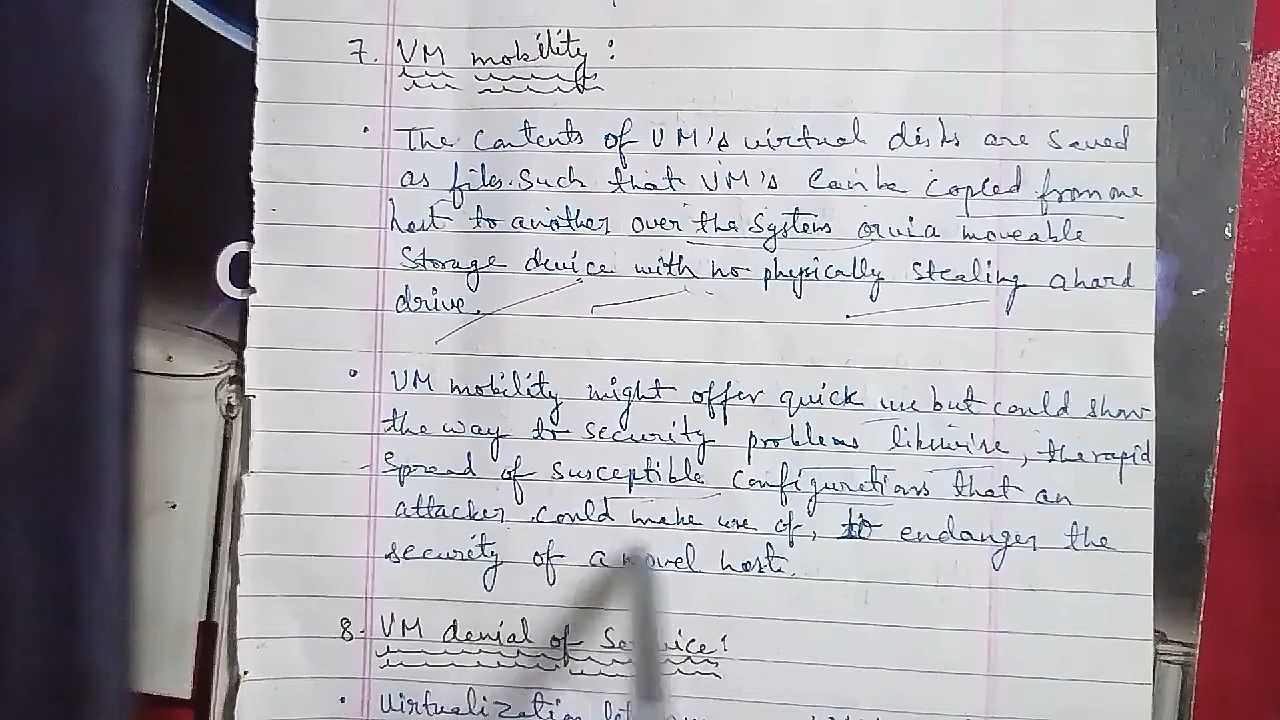 7. VM mobility :
• The Contents of VM's virtual disks are saved
as files. Such that VM's can be copied from one
host to another over the system or via moveable
Storage device with no physically stealing a hard
drive.
• VM mobility might offer quick use but could show
the way to security problems likewise, the rapid
spread of susceptible configurations that an
attacker could make use of, to endanger the
security of a novel host.
8. VM denial of Service:
• Virtualization
C